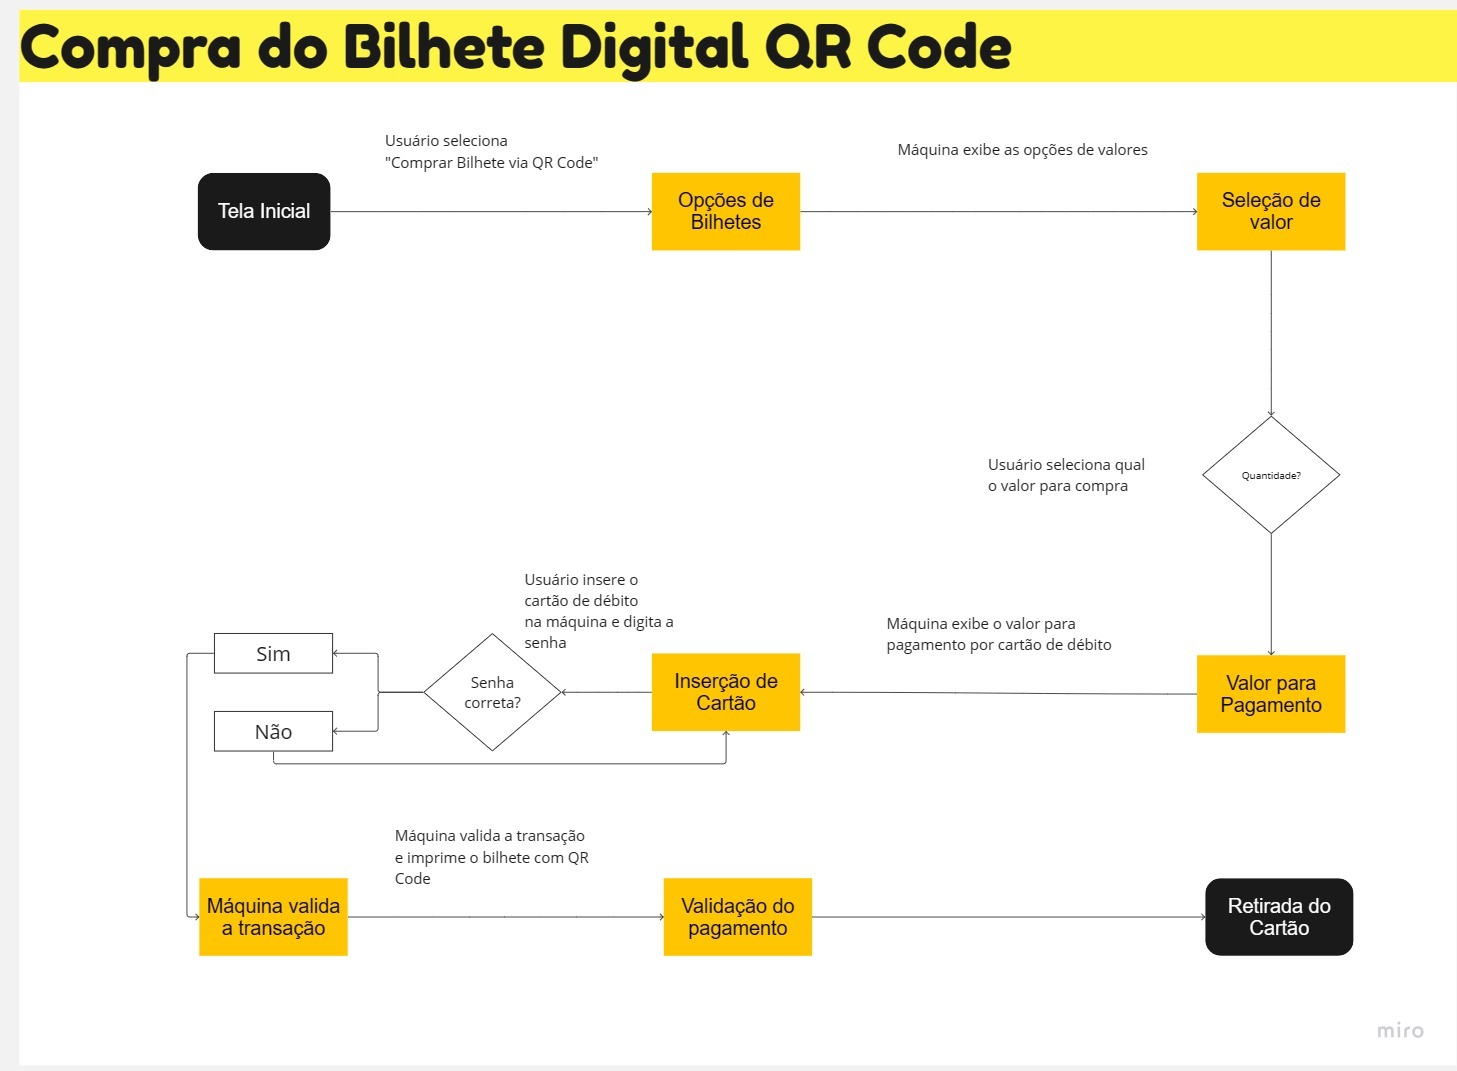 Compra do Bilhete Digital QR Code
Usuário seleciona
"Comprar Bilhete via QR Code"
Máquina exibe as opções de valores
Tela Inicial
Opções de
Bilhetes
Seleção de
valor
Usuário seleciona qual
o valor para compra
Quantidade?
Usuário insere o
cartão de débito
na máquina e digita a
senha
Máquina exibe o valor para
pagamento por cartão de débito
Sim
Não
Senha
correta?
Inserção de
Cartão
Valor para
Pagamento
Máquina valida a transação
e imprime o bilhete com QR
Code
Máquina valida
a transação
Validação do
pagamento
Retirada do
Cartão
miro